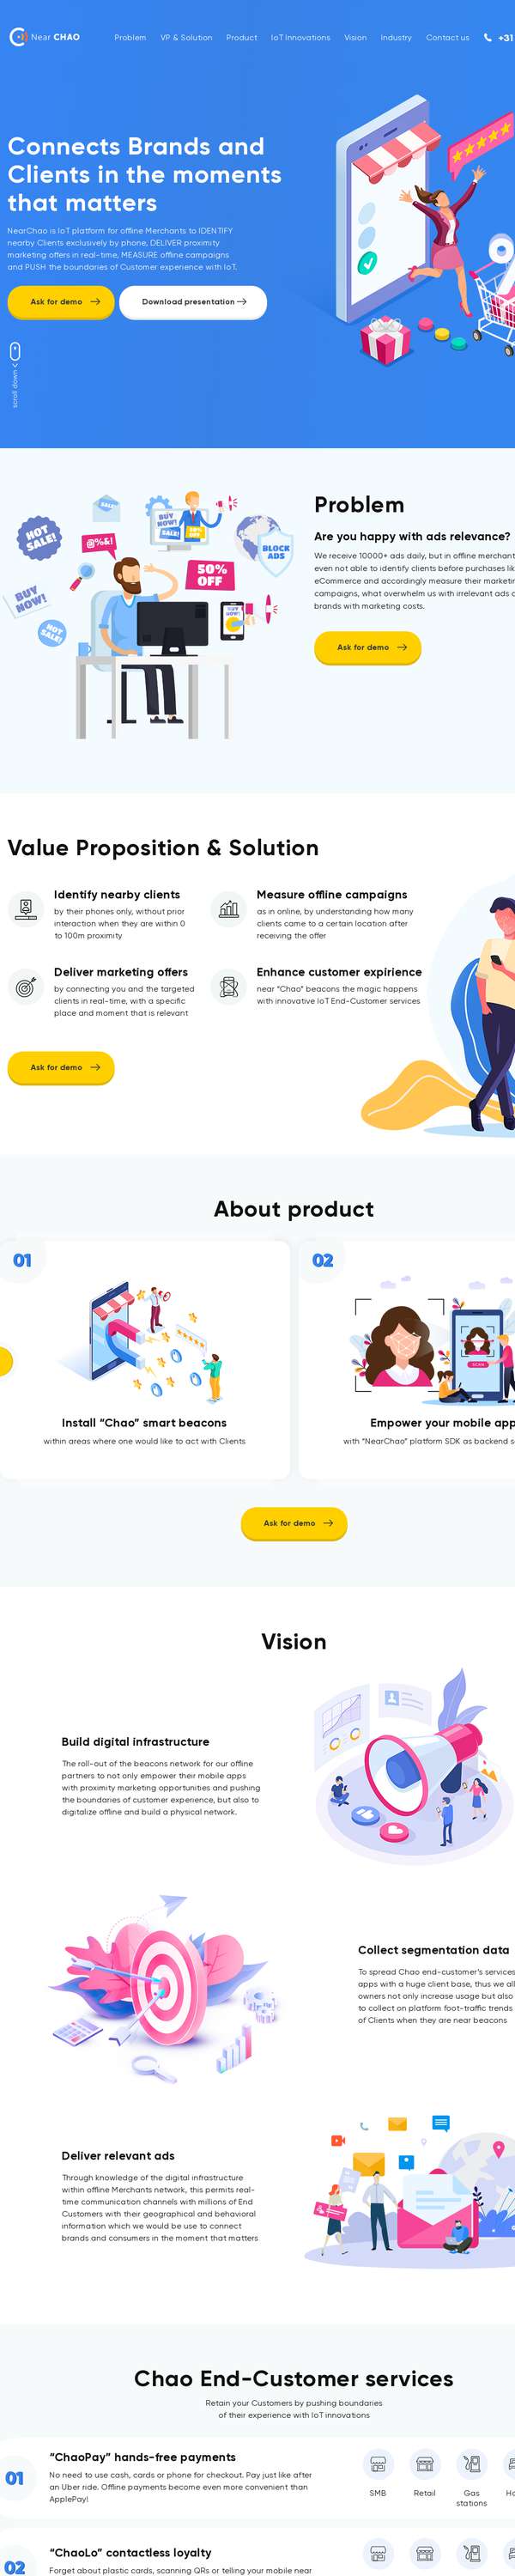 Near CHAO
Problem
VP & Solution
Product
IoT Innovations
Vision
Industry
Contact us
+31
Connects Brands and
Clients in the moments
that matters
NearChao is IoT platform for offline Merchants to IDENTIFY
nearby Clients exclusively by phone, DELIVER proximity
marketing offers in real-time, MEASURE offline campaigns
and PUSH the boundaries of Customer experience with IoT.
Ask for demo
Download presentation
scroll down
HOT SALE!
SALE!
@%&!
BUY NOW!
SALE!
BLOCK ADS
50% OFF
BUY NOW!
HOT SALE!
Problem
Are you happy with ads relevance?
We receive 10000+ ads daily, but in offline merchant
even not able to identify clients before purchases lik
eCommerce and accordingly measure their marketin
campaigns, what overwhelm us with irrelevant ads
brands with marketing costs.
Ask for demo
Value Proposition & Solution
Identify nearby clients
by their phones only, without prior
interaction when they are within 0
to 100m proximity
Measure offline campaigns
as in online, by understanding how many
clients came to a certain location after
receiving the offer
Deliver marketing offers
by connecting you and the targeted
clients in real-time, with a specific
place and moment that is relevant
Enhance customer expirience
near “Chao” beacons the magic happens
with innovative IoT End-Customer services
Ask for demo
About product
01
Install “Chao” smart beacons
within areas where one would like to act with Clients
02
SCAN
Empower your mobile app
with “NearChao” platform SDK as backend s
Ask for demo
Vision
Build digital infrastructure
The roll-out of the beacons network for our offline
partners to not only empower their mobile apps
with proximity marketing opportunities and pushing
the boundaries of customer experience, but also to
digitalize offline and build a physical network.
Collect segmentation data
To spread Chao end-customer’s services
apps with a huge client base, thus we all
owners not only increase usage but also
to collect on platform foot-traffic trends
of Clients when they are near beacons
Deliver relevant ads
Through knowledge of the digital infrastructure
within offline Merchants network, this permits real-
time communication channels with millions of End
Customers with their geographical and behavioral
information which we would be use to connect
brands and consumers in the moment that matters
Chao End-Customer services
Retain your Customers by pushing boundaries
of their experience with IoT innovations
01
“ChaoPay” hands-free payments
No need to use cash, cards or phone for checkout. Pay just like after
an Uber ride. Offline payments become even more convenient than
ApplePay!
SMB
Retail
Gas
stations
Ho
02
“ChaoLo” contactless loyalty
Forget about plastic cards, scanning QRs or telling your mobile near